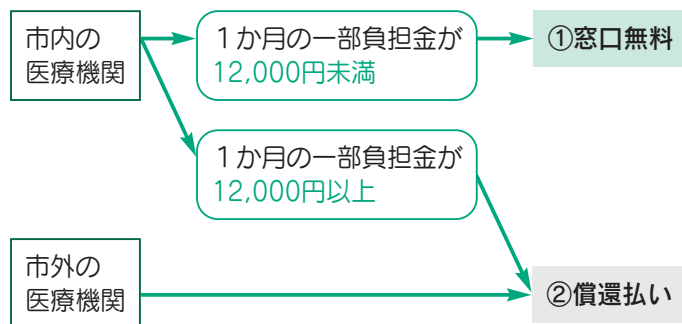 市内の
医療機関
１か月の一部負担金が
12,000円未満
①窓口無料
１か月の一部負担金が
12,000円以上
市外の
医療機関
②償還払い